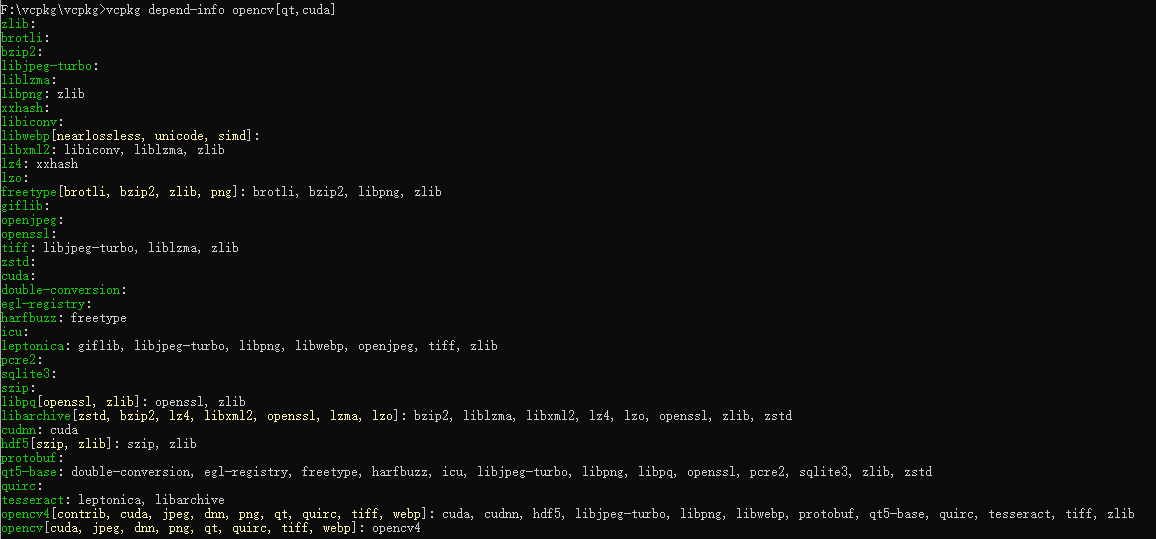 F:\vcpkg\vcpkg>vcpkg depend-info opencv[qt,cuda]
zlib:
brotli:
bzip2:
libjpeg-turbo:
liblzma:
libpng: zlib
xxhash:
libiconv:
libwebp[nearlossless, unicode, simd]:
libxml2: libiconv, liblzma, zlib
lz4: xxhash
lzo:
freetype[brotli, bzip2, zlib, png]: brotli, bzip2, libpng, zlib
giflib:
openjpeg:
openssl:
tiff: libjpeg-turbo, liblzma, zlib
zstd:
cuda:
double-conversion:
egl-registry:
harfbuzz: freetype
icu:
leptonica: giflib, libjpeg-turbo, libpng, libwebp, openjpeg, tiff, zlib
pcre2:
sqlite3:
szip:
libpq[openssl, zlib]: openssl, zlib
libarchive[zstd, bzip2, lz4, libxml2, openssl, lzma, lzo]: bzip2, liblzma, libxml2, lz4, lzo, openssl, zlib, zstd
cudnn: cuda
hdf5[szip, zlib]: szip, zlib
protobuf:
qt5-base: double-conversion, egl-registry, freetype, harfbuzz, icu, libjpeg-turbo, libpng, libpq, openssl, pcre2, sqlite3, zlib, zstd
quirc:
tesseract: leptonica, libarchive
opencv4[contrib, cuda, jpeg, dnn, png, qt, quirc, tiff, webp]: cuda, cudnn, hdf5, libjpeg-turbo, libpng, libwebp, protobuf, qt5-base, quirc, tesseract, tiff, zlib
opencv[cuda, jpeg, dnn, png, qt, quirc, tiff, webp]: opencv4